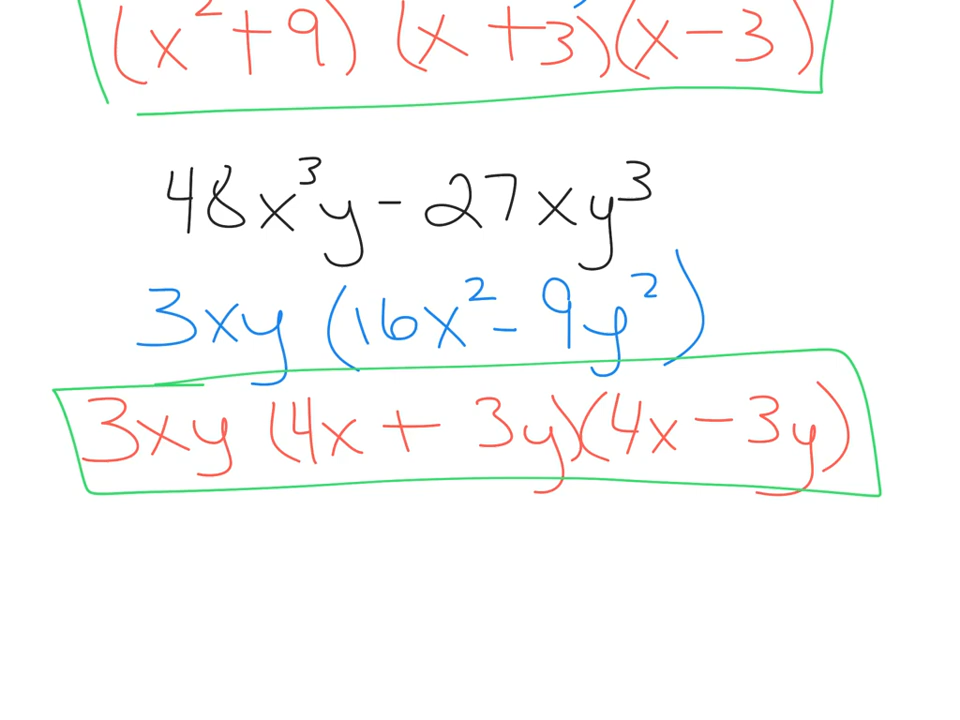 (x²+9) (x+3)(x-3)
48x³y - 27xy³
3xy (16x² - 9y²)
3xy (4x + 3y)(4x - 3y)